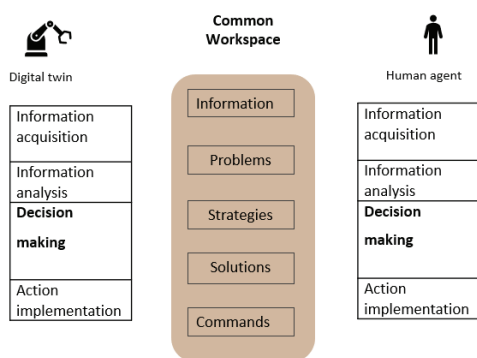 Common
Workspace
Digital twin
Information
acquisition
Information
analysis
Decision
making
Action
implementation
Information
Problems
Strategies
Solutions
Commands
Human agent
Information
acquisition
Information
analysis
Decision
making
Action
implementation